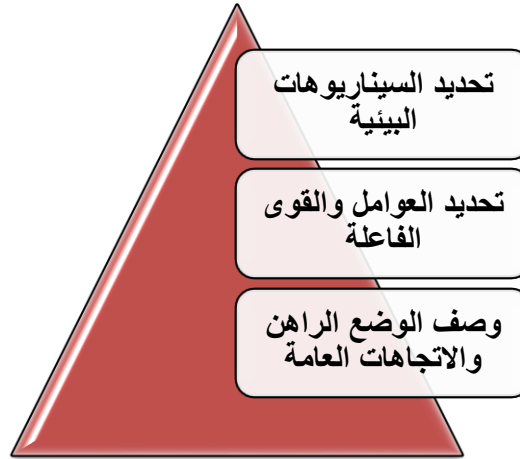 تحديد السيناريوهات
البيئية
تحديد العوامل والقوى
الفاعلة
وصف الوضع الراهن
والاتجاهات العامة